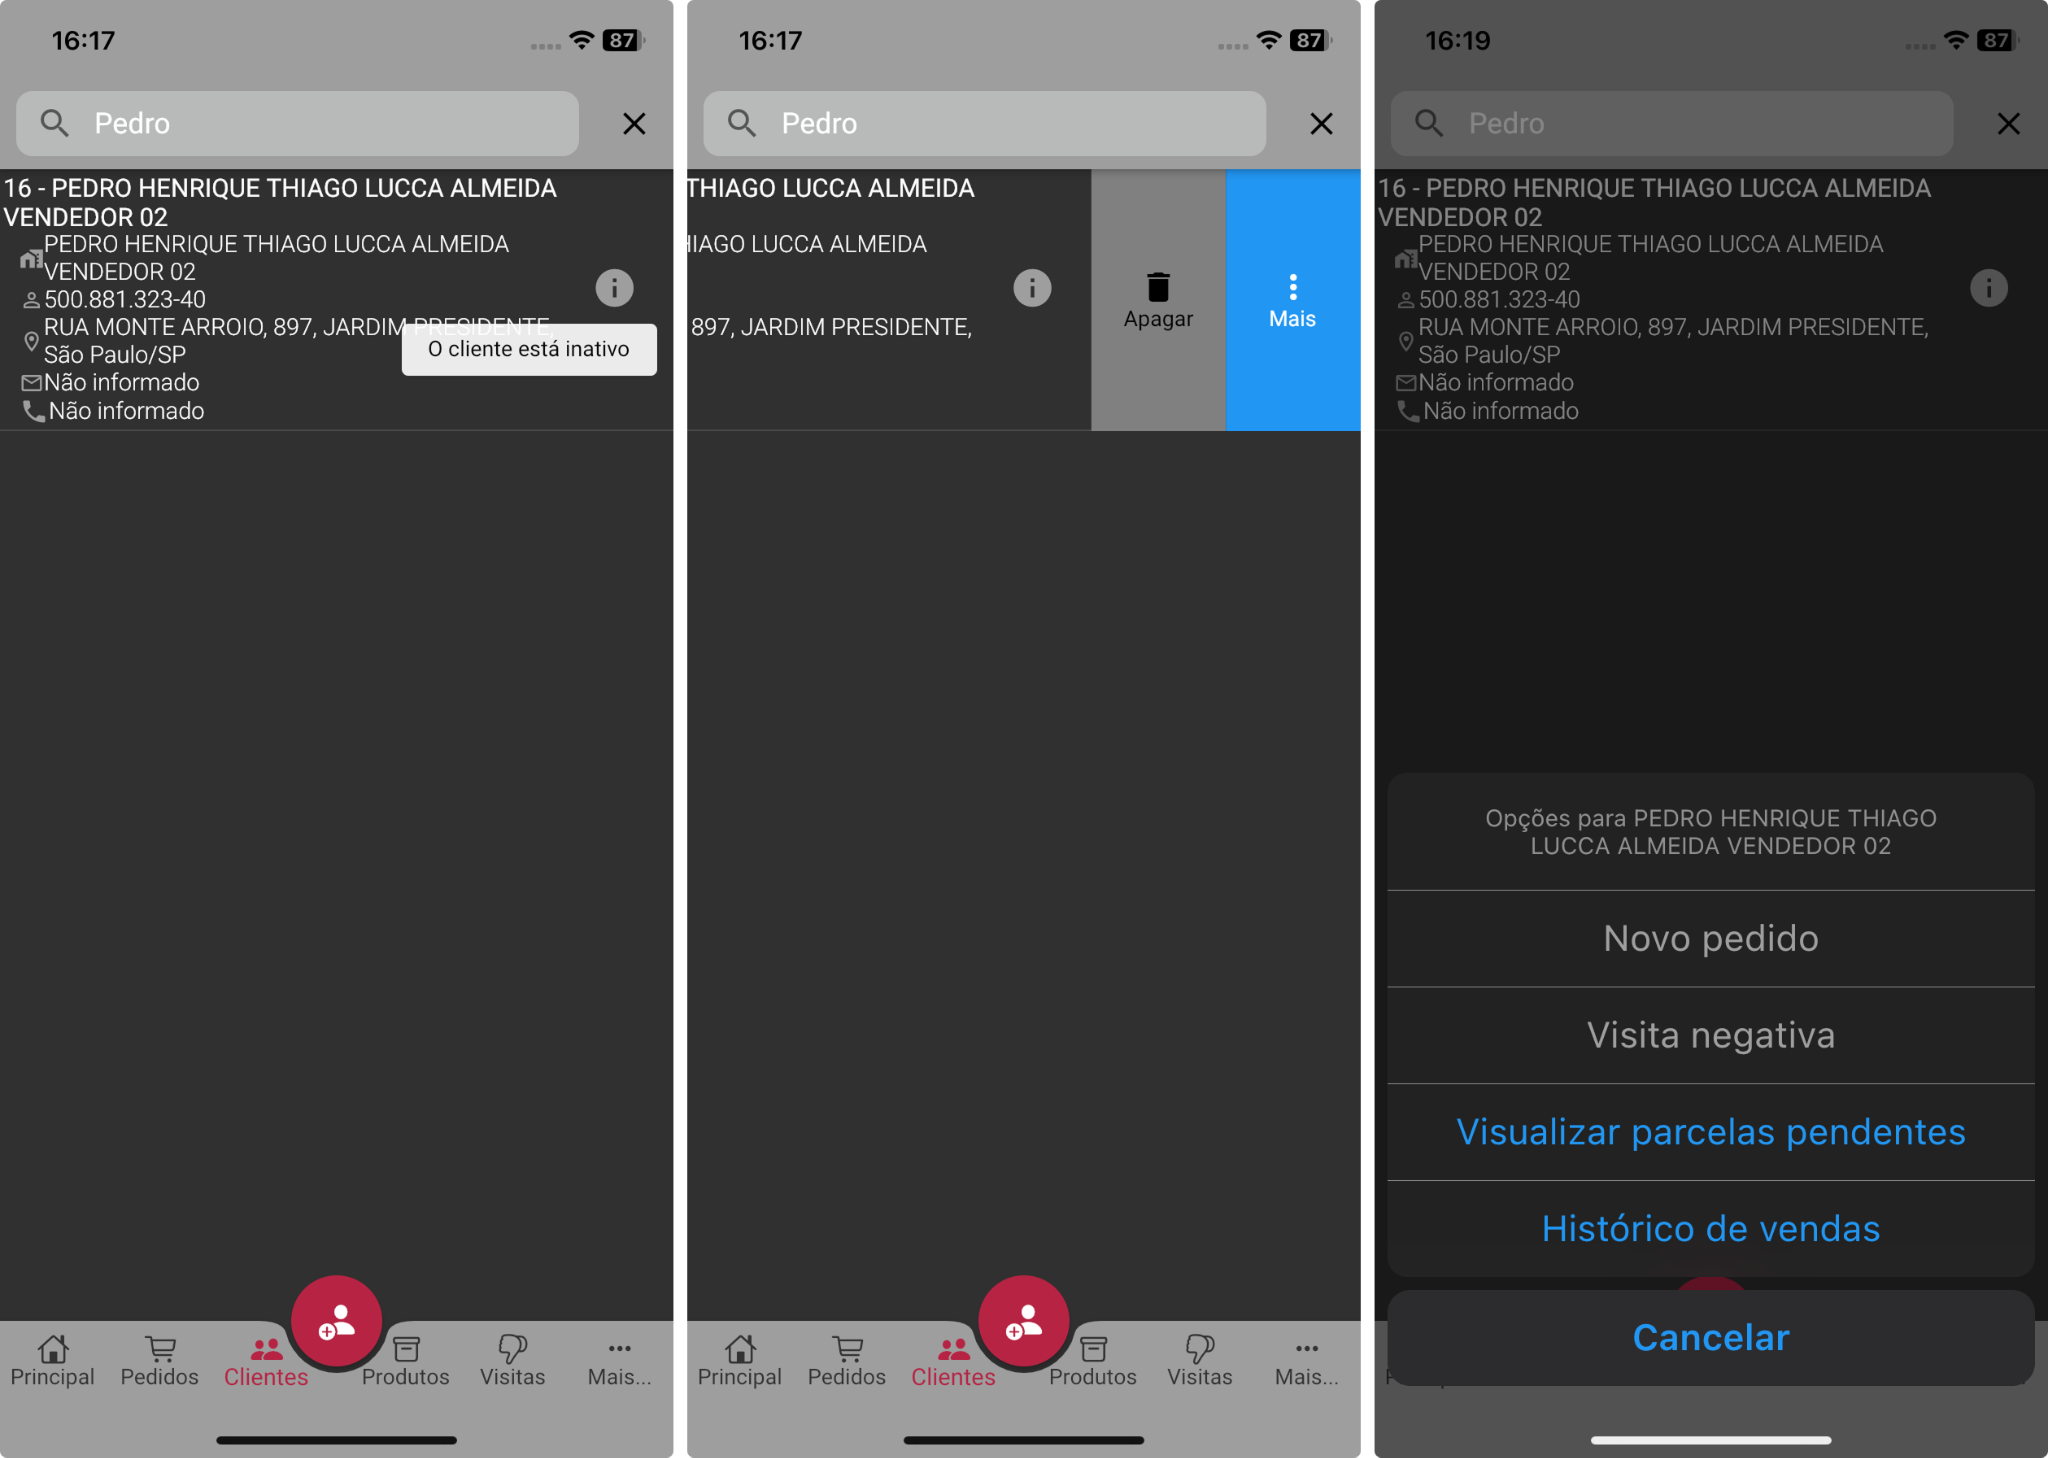 16:17
87
Pedro
16 - PEDRO HENRIQUE THIAGO LUCCA ALMEIDA
VENDEDOR 02
PEDRO HENRIQUE THIAGO LUCCA ALMEIDA
VENDEDOR 02
500.881.323-40
RUA MONTE ARROIO, 897, JARDIM PRESIDENTE,
São Paulo/SP
O cliente está inativo
Não informado
Não informado
Principal
Pedidos
Clientes
Produtos
Visitas
Mais...
16:17
87
Pedro
THIAGO LUCCA ALMEIDA
HIAGO LUCCA ALMEIDA
897, JARDIM PRESIDENTE,
Apagar
Mais
Principal
Pedidos
Clientes
Produtos
Visitas
Mais...
16:19
87
Pedro
16 - PEDRO HENRIQUE THIAGO LUCCA ALMEIDA
VENDEDOR 02
PEDRO HENRIQUE THIAGO LUCCA ALMEIDA
VENDEDOR 02
500.881.323-40
RUA MONTE ARROIO, 897, JARDIM PRESIDENTE,
São Paulo/SP
Não informado
Não informado
Opções para PEDRO HENRIQUE THIAGO
LUCCA ALMEIDA VENDEDOR 02
Novo pedido
Visita negativa
Visualizar parcelas pendentes
Histórico de vendas
Cancelar